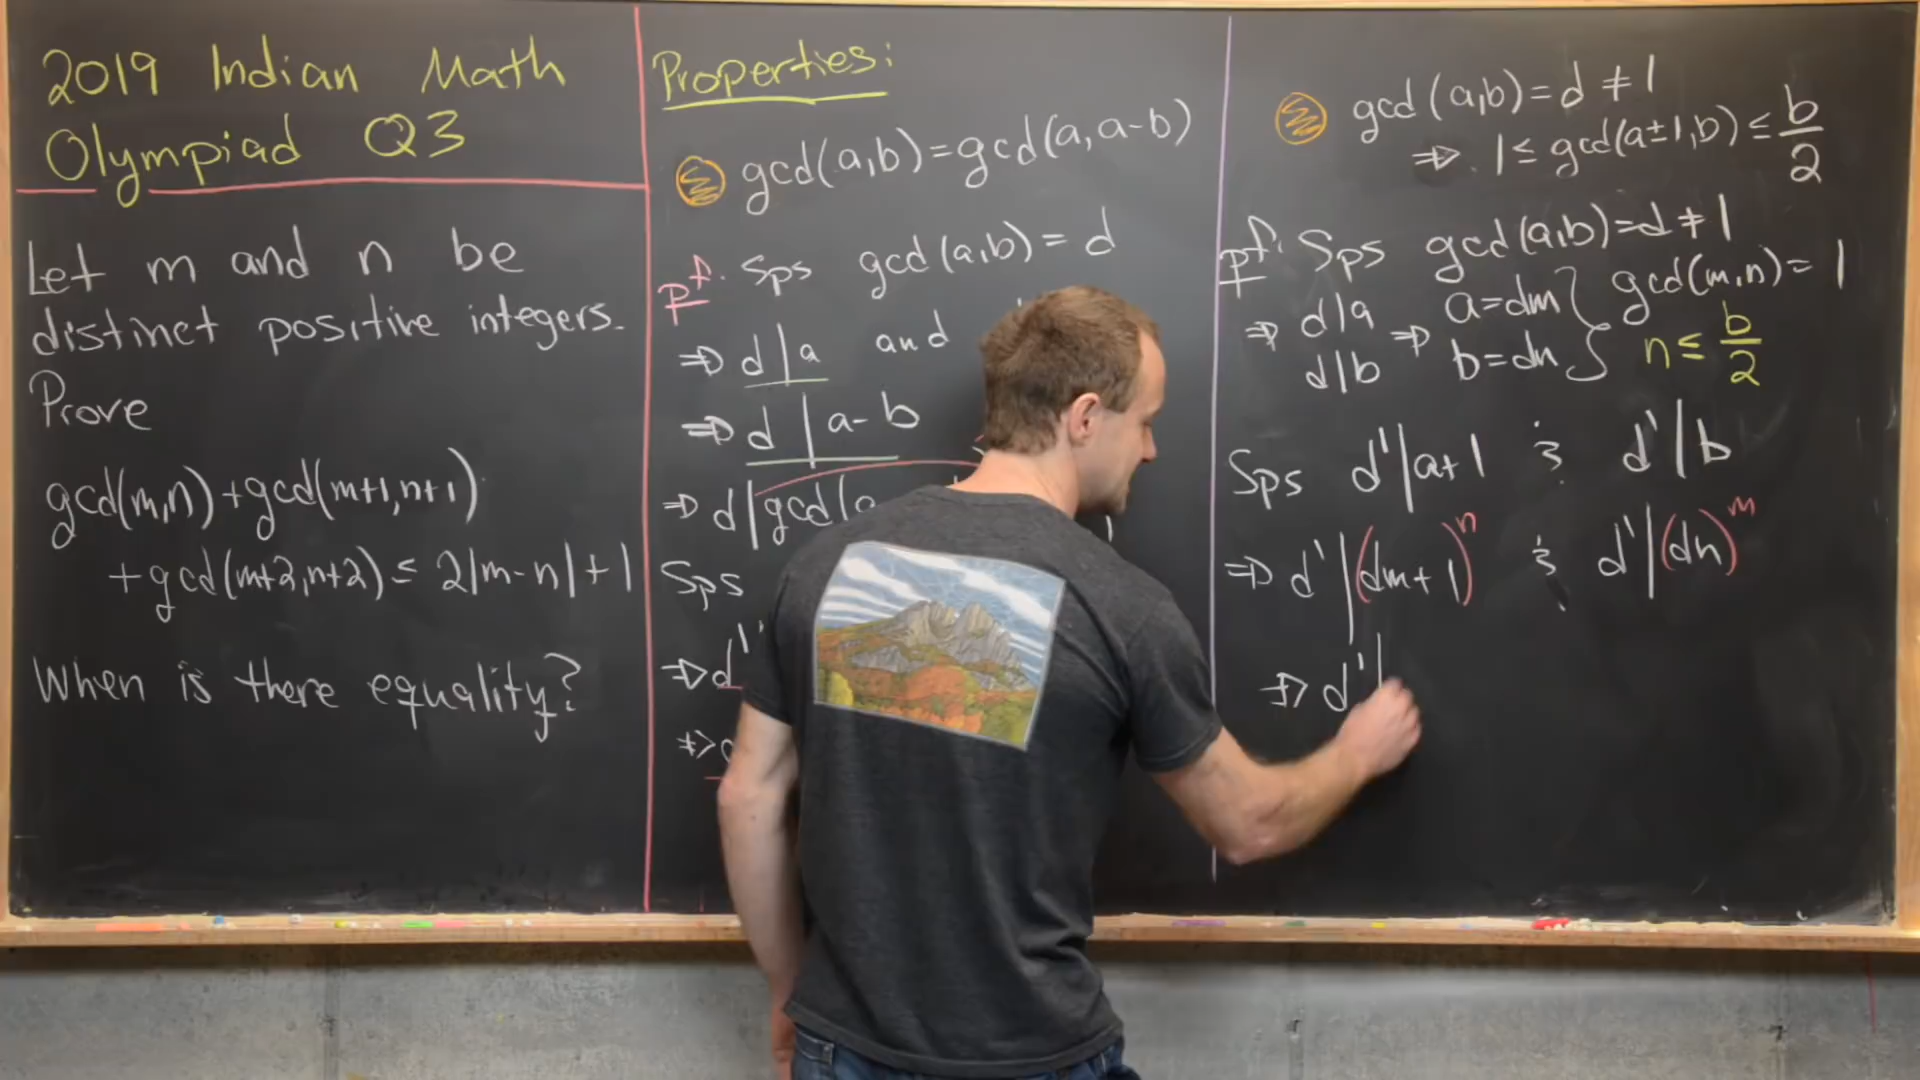 2019 Indian Math
Olympiad Q3
Let m and n be
distinct positive integers.
Prove
gcd(m,n)+gcd(m+1,n+1)
+gcd(m+2,n+2) ≤ 2|m-n|+1
When is there equality?
Properties:
gcd(a,b)=gcd(a,a-b)
pf. Sps gcd(a,b) = d
⇒ d|a and
⇒ d|a-b
⇒ d|gcd(a
Sps
⇒ d'
⇒
gcd(a,b)=d≠1
⇒ 1≤gcd(a±1,b)≤b/2
pf. Sps gcd(a,b)=d≠1
⇒ d|a ⇒ a=dm } gcd(m,n)=1
d|b b=dn } n≤b/2
Sps d'|a+1 & d'|b
⇒ d'|(dm+1)n & d'|(dn)m
⇒ d'|